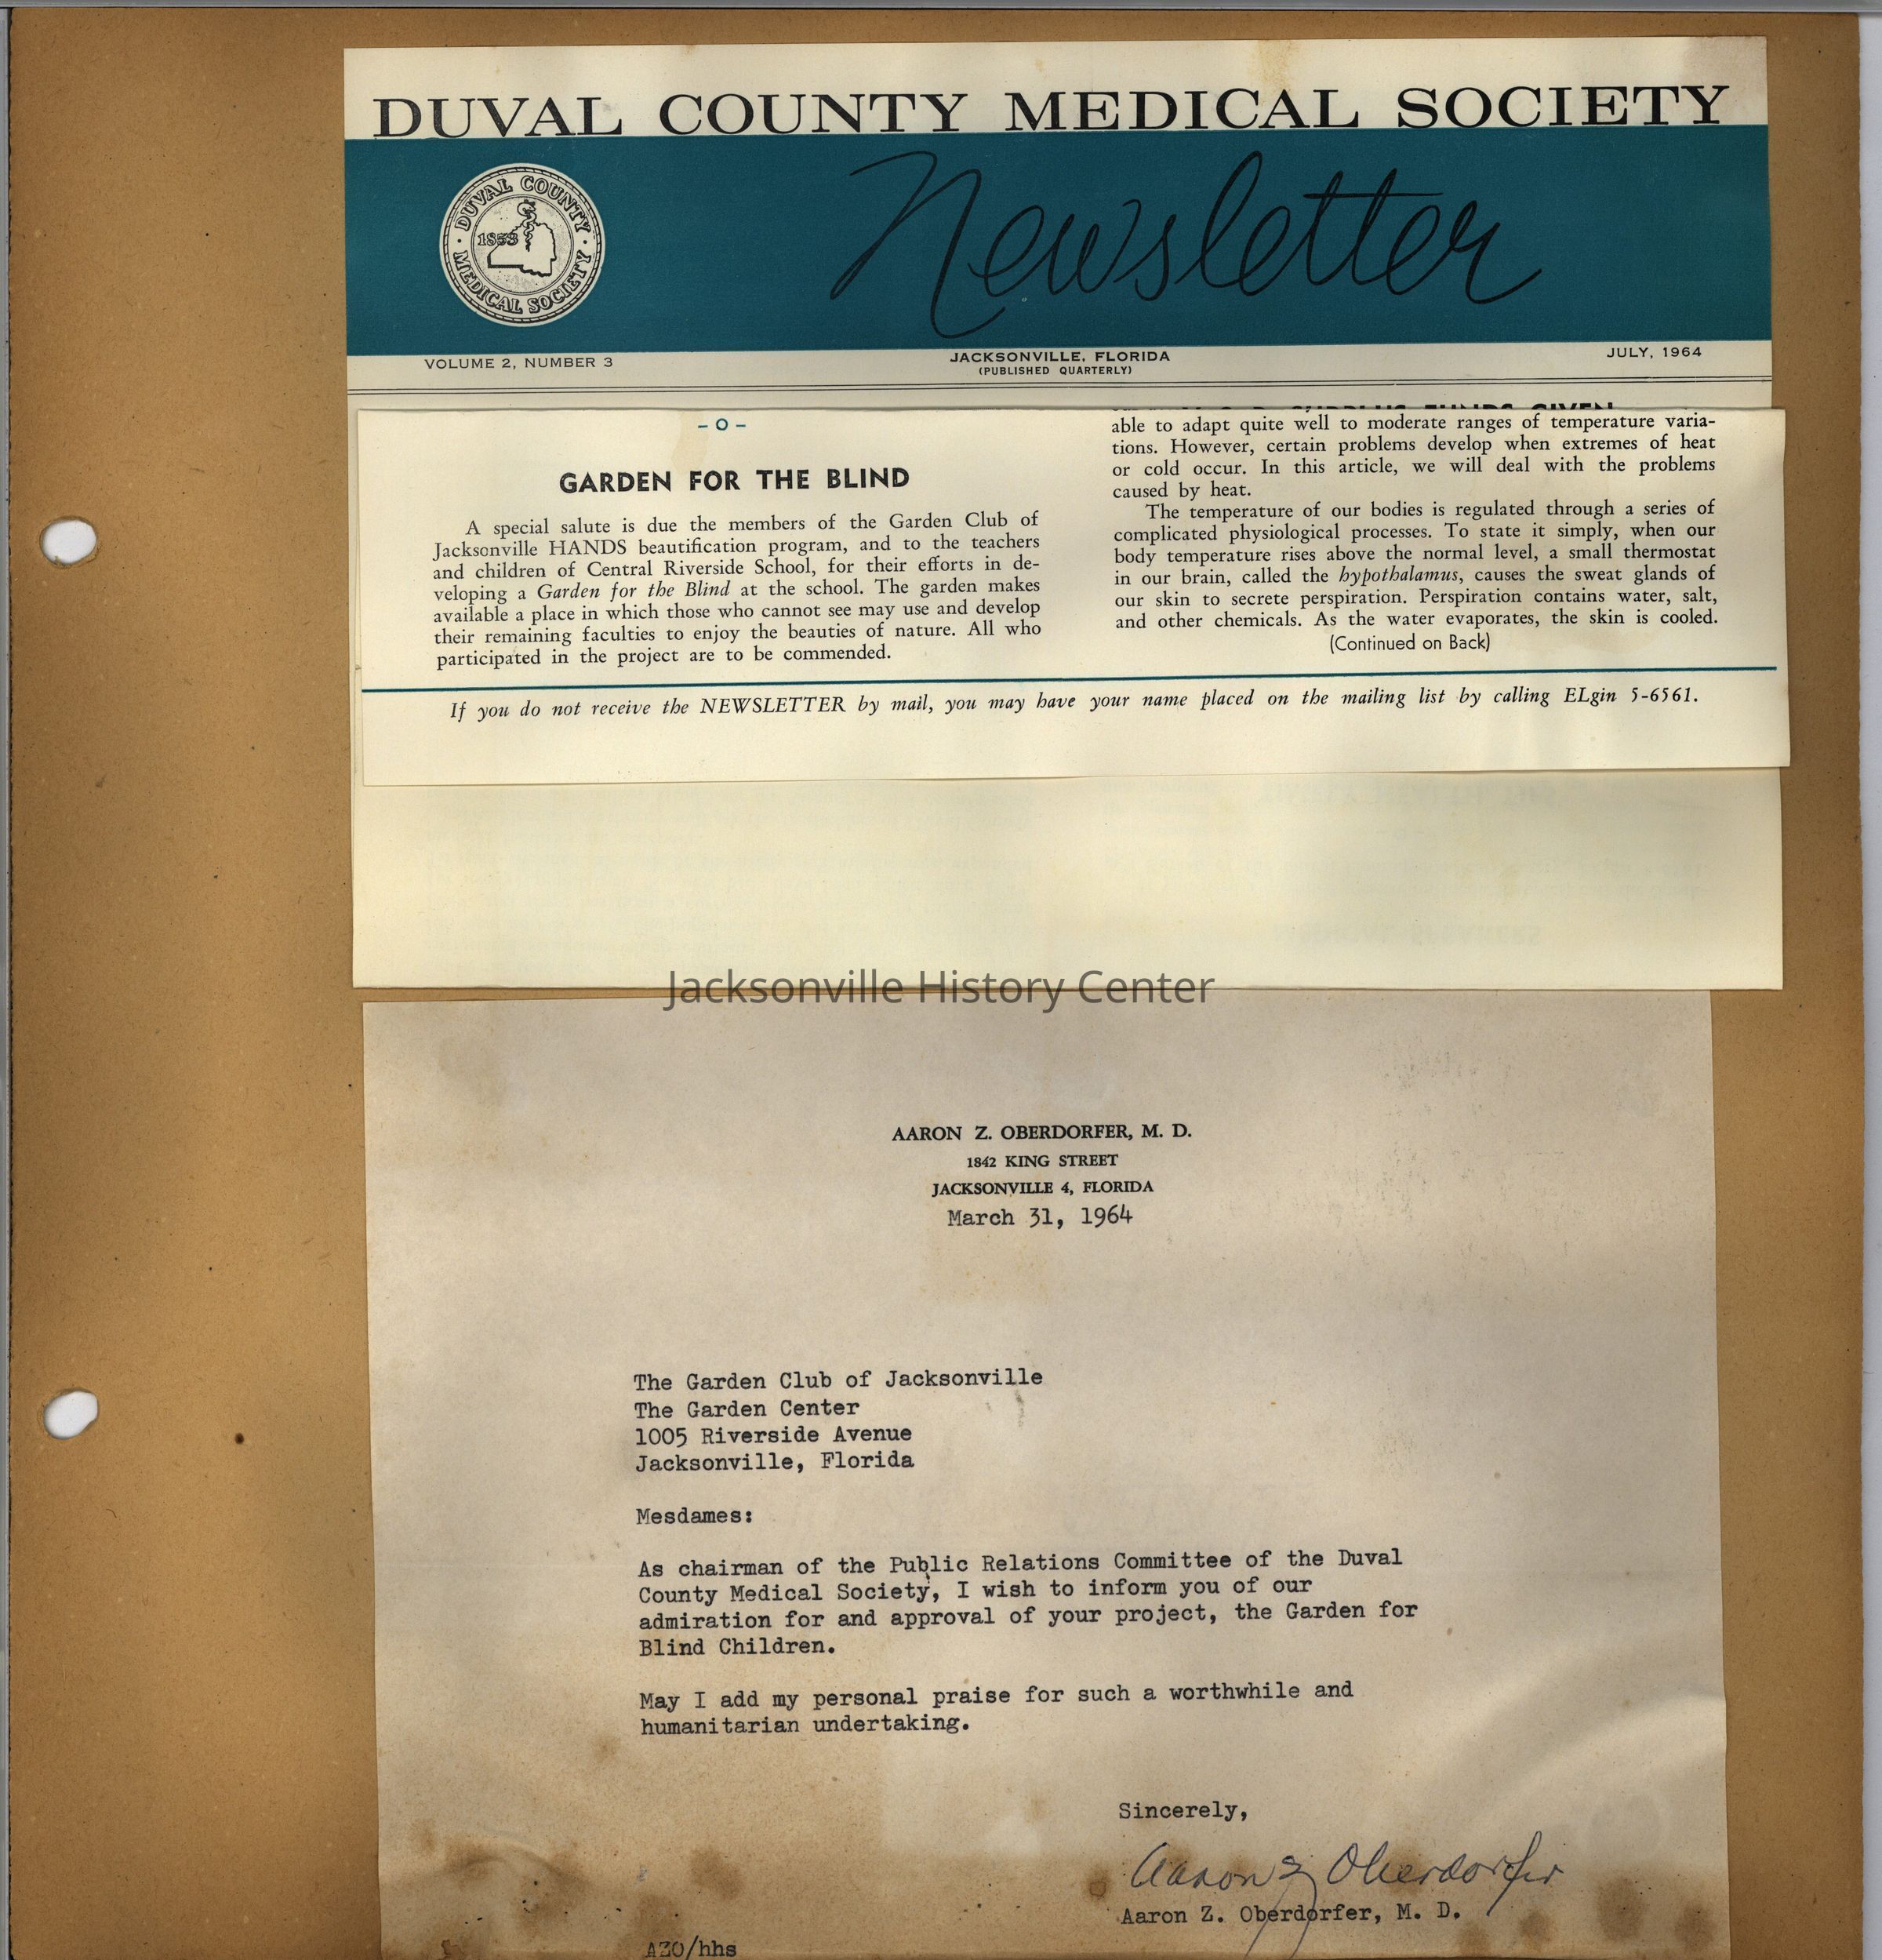 DUVAL COUNTY MEDICAL SOCIETY
Newsletter
DUVAL COUNTY
1853
MEDICAL SOCIETY
VOLUME 2, NUMBER 3
JACKSONVILLE, FLORIDA
(PUBLISHED QUARTERLY)
JULY, 1964
- O -
GARDEN FOR THE BLIND
A special salute is due the members of the Garden Club of
Jacksonville HANDS beautification program, and to the teachers
and children of Central Riverside School, for their efforts in de-
veloping a Garden for the Blind at the school. The garden makes
available a place in which those who cannot see may use and develop
their remaining faculties to enjoy the beauties of nature. All who
participated in the project are to be commended.
SURPLUS FUNDS GIVEN
able to adapt quite well to moderate ranges of temperature varia-
tions. However, certain problems develop when extremes of heat
or cold occur. In this article, we will deal with the problems
caused by heat.
The temperature of our bodies is regulated through a series of
complicated physiological processes. To state it simply, when our
body temperature rises above the normal level, a small thermostat
in our brain, called the hypothalamus, causes the sweat glands of
our skin to secrete perspiration. Perspiration contains water, salt,
and other chemicals. As the water evaporates, the skin is cooled.
(Continued on Back)
If you do not receive the NEWSLETTER by mail, you may have your name placed on the mailing list by calling ELgin 5-6561.
Jacksonville History Center
AARON Z. OBERDORFER, M. D.
1842 KING STREET
JACKSONVILLE 4, FLORIDA
March 31, 1964
The Garden Club of Jacksonville
The Garden Center
1005 Riverside Avenue
Jacksonville, Florida
Mesdames:
As chairman of the Public Relations Committee of the Duval
County Medical Society, I wish to inform you of our
admiration for and approval of your project, the Garden for
Blind Children.
May I add my personal praise for such a worthwhile and
humanitarian undertaking.
Sincerely,
Aaron Z Oberdorfer
Aaron Z. Oberdorfer, M. D.
AZO/hhs